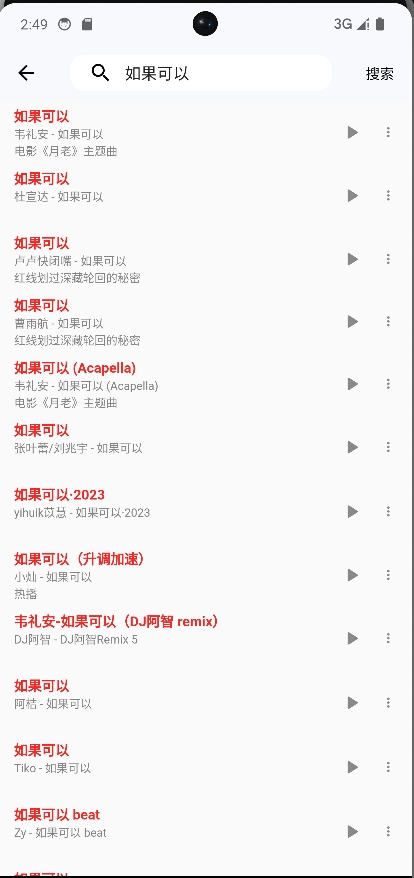 2:49
3G
如果可以
搜索
如果可以
韦礼安 - 如果可以
电影《月老》主题曲
如果可以
杜宣达 - 如果可以
如果可以
卢卢快闭嘴 - 如果可以
红线划过深藏轮回的秘密
如果可以
曹雨航 - 如果可以
红线划过深藏轮回的秘密
如果可以 (Acapella)
韦礼安 - 如果可以 (Acapella)
电影《月老》主题曲
如果可以
张叶蕾/刘兆宇 - 如果可以
如果可以·2023
yihuik苡慧 - 如果可以·2023
如果可以（升调加速）
小灿 - 如果可以
热播
韦礼安-如果可以（DJ阿智 remix）
DJ阿智 - DJ阿智Remix 5
如果可以
阿桔 - 如果可以
如果可以
Tiko - 如果可以
如果可以 beat
Zy - 如果可以 beat